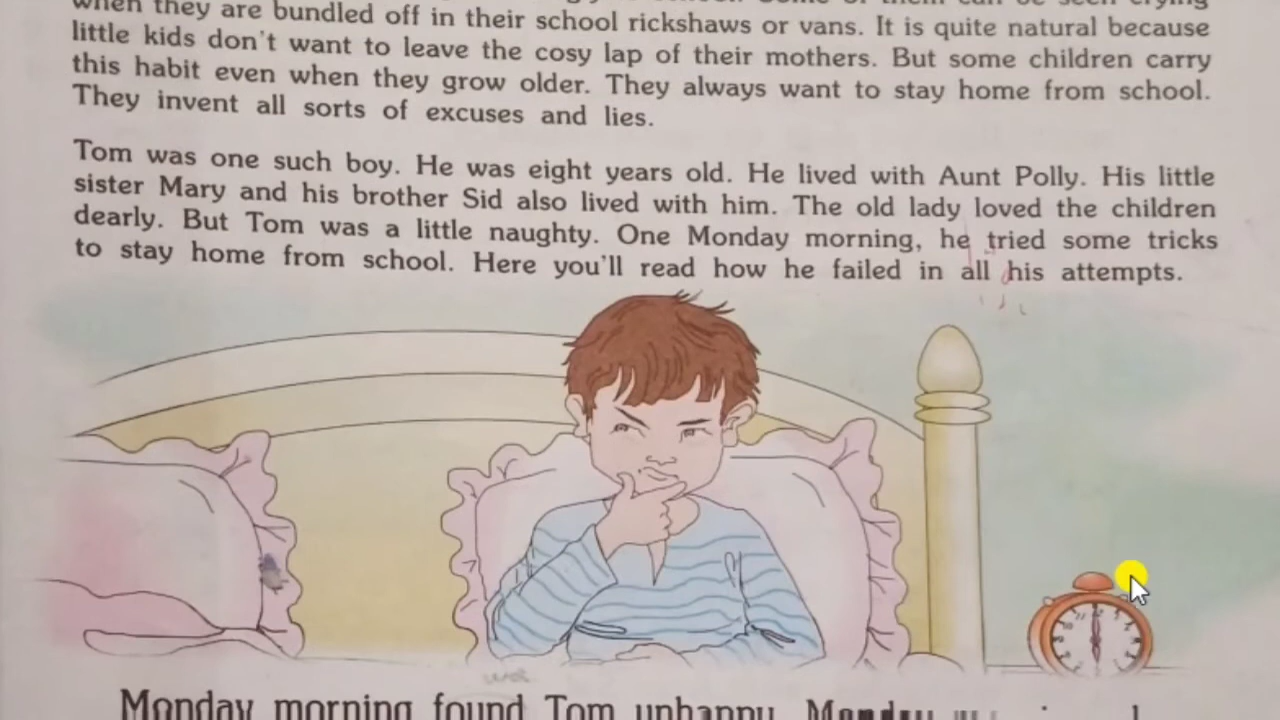 when they are bundled off in their school rickshaws or vans. It is quite natural because
little kids don't want to leave the cosy lap of their mothers. But some children carry
this habit even when they grow older. They always want to stay home from school.
They invent all sorts of excuses and lies.
Tom was one such boy. He was eight years old. He lived with Aunt Polly. His little
sister Mary and his brother Sid also lived with him. The old lady loved the children
dearly. But Tom was a little naughty. One Monday morning, he tried some tricks
to stay home from school. Here you'll read how he failed in all his attempts.
Monday morning found Tom unhappy. Monday